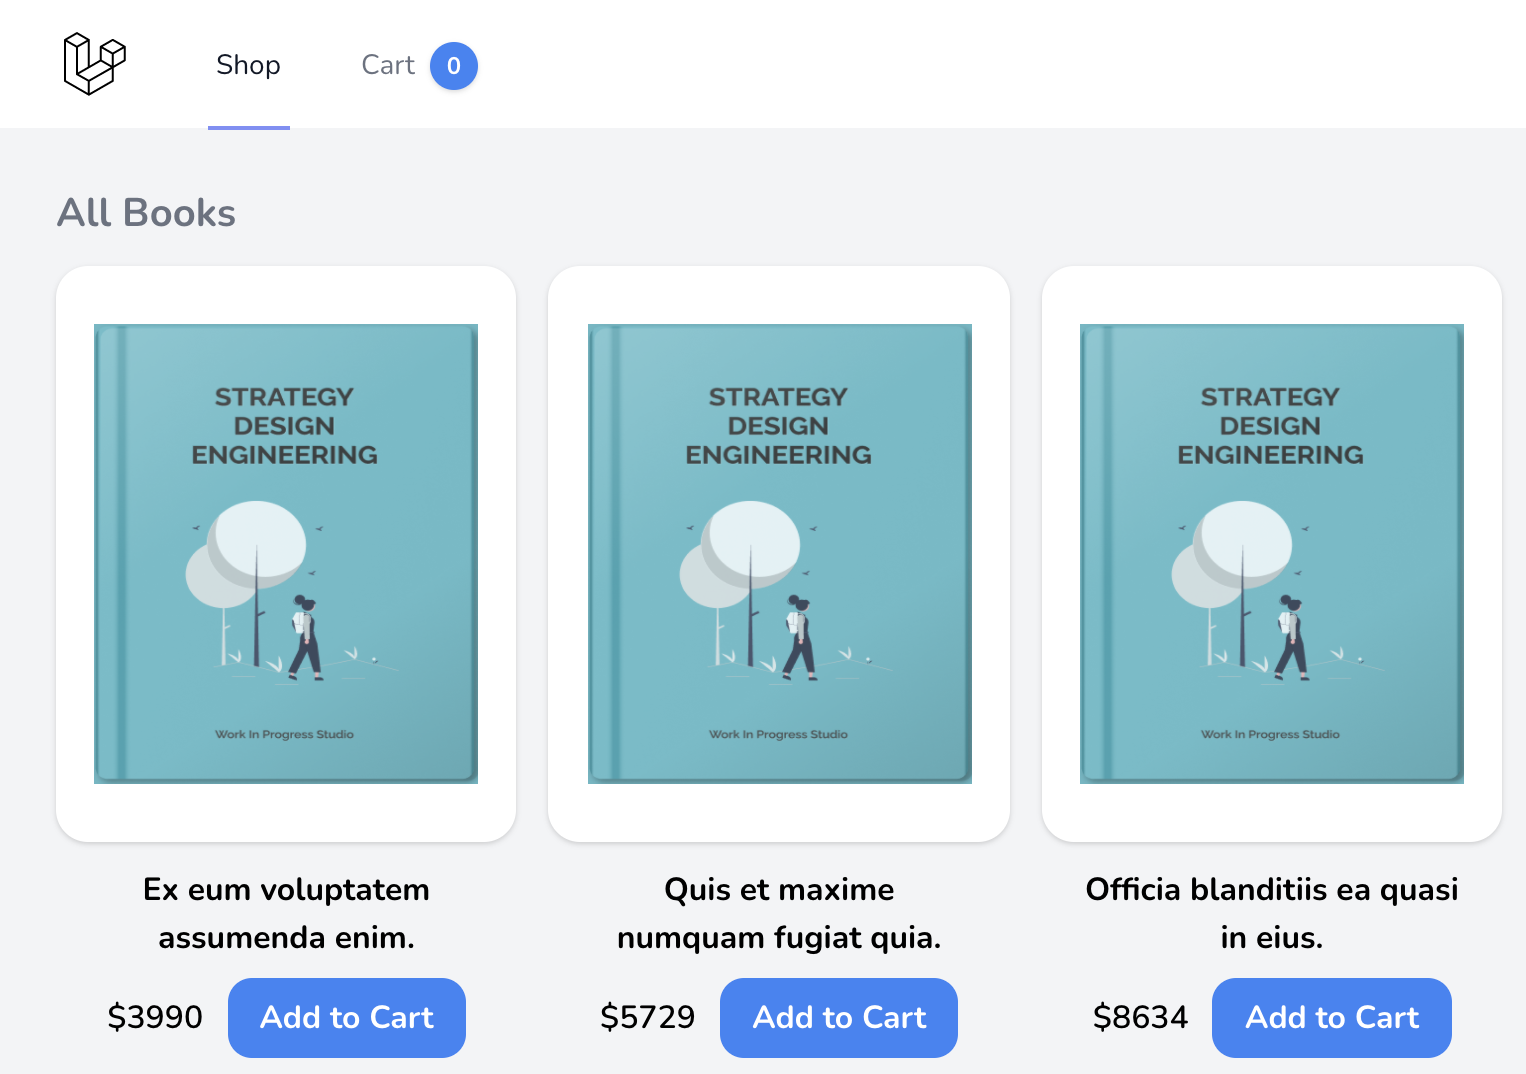 Shop
Cart 0
All Books
STRATEGY
DESIGN
ENGINEERING
Work In Progress Studio
STRATEGY
DESIGN
ENGINEERING
Work In Progress Studio
STRATEGY
DESIGN
ENGINEERING
Work In Progress Studio
Ex eum voluptatem
assumenda enim.
$3990 Add to Cart
Quis et maxime
numquam fugiat quia.
$5729 Add to Cart
Officia blanditiis ea quasi
in eius.
$8634 Add to Cart